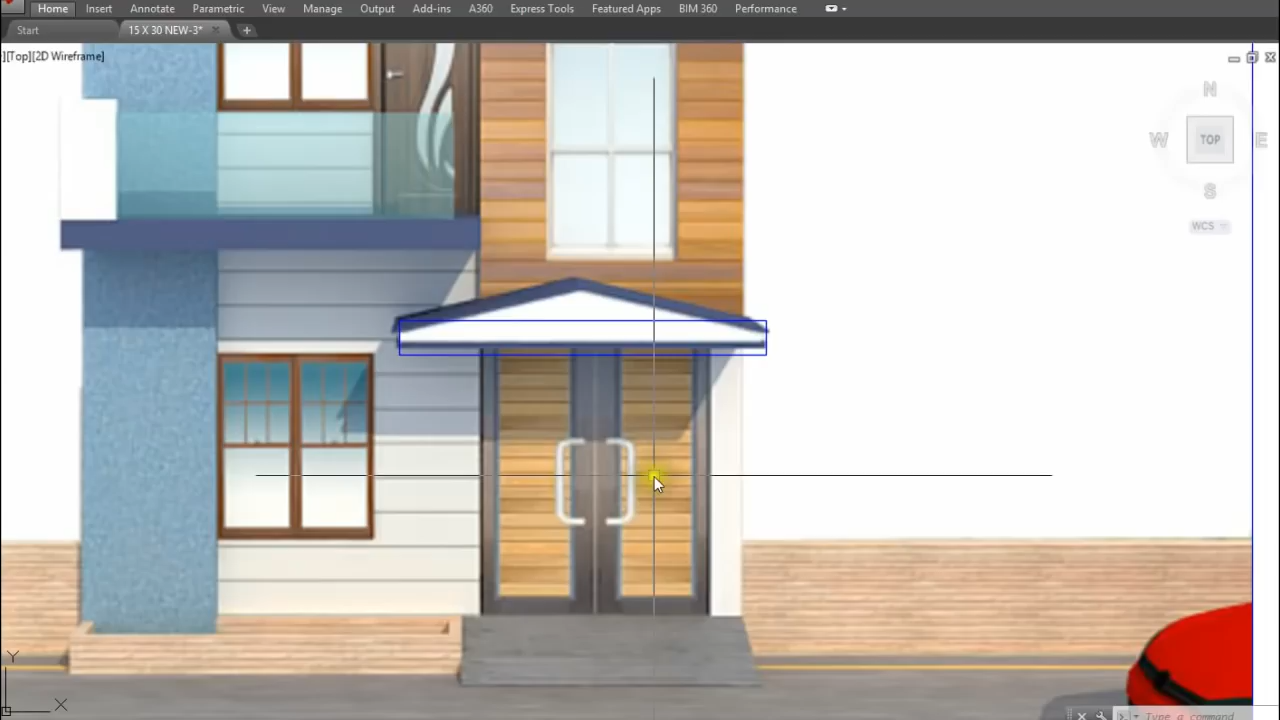 Home Insert Annotate Parametric View Manage Output Add-ins A360 Express Tools Featured Apps BIM 360 Performance
Start 15 X 30 NEW-3*
][Top][2D Wireframe]
N
W TOP E
S
WCS
Y
X
Type a command